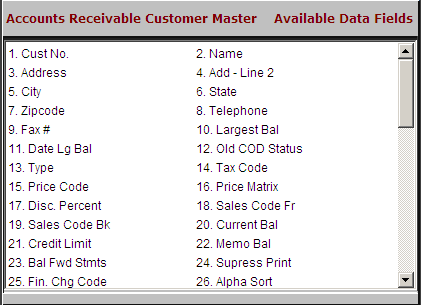 Accounts Receivable Customer Master Available Data Fields
1. Cust No. 2. Name
3. Address 4. Add - Line 2
5. City 6. State
7. Zipcode 8. Telephone
9. Fax # 10. Largest Bal
11. Date Lg Bal 12. Old COD Status
13. Type 14. Tax Code
15. Price Code 16. Price Matrix
17. Disc. Percent 18. Sales Code Fr
19. Sales Code Bk 20. Current Bal
21. Credit Limit 22. Memo Bal
23. Bal Fwd Stmts 24. Supress Print
25. Fin. Chg Code 26. Alpha Sort